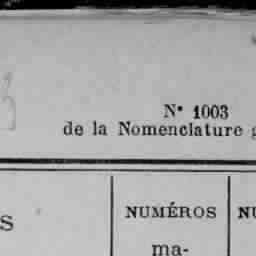 N° 1003
de la Nomenclature
S
NUMÉROS
ma-